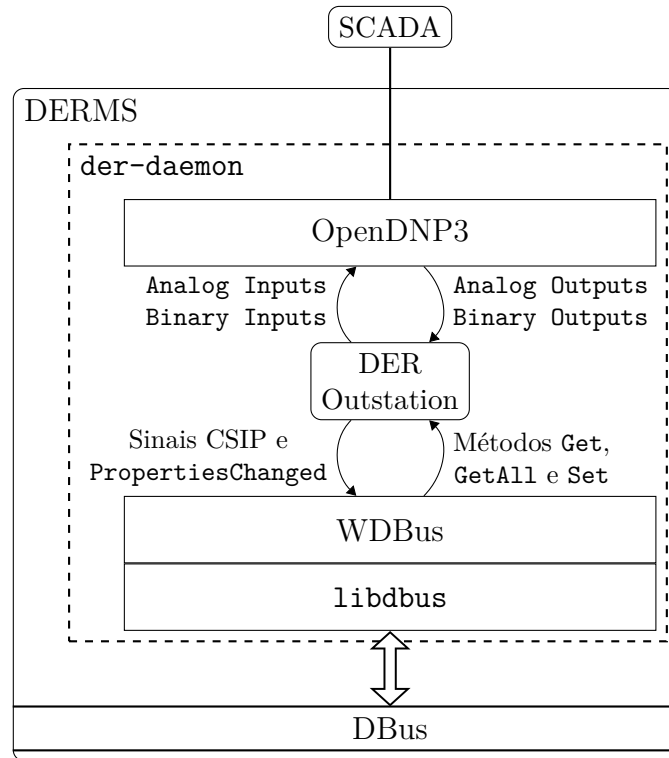 SCADA
DERMS
der-daemon
OpenDNP3
Analog Inputs
Binary Inputs
Analog Outputs
Binary Outputs
DER
Outstation
Sinais CSIP e
PropertiesChanged
Métodos Get,
GetAll e Set
WDBus
libdbus
DBus